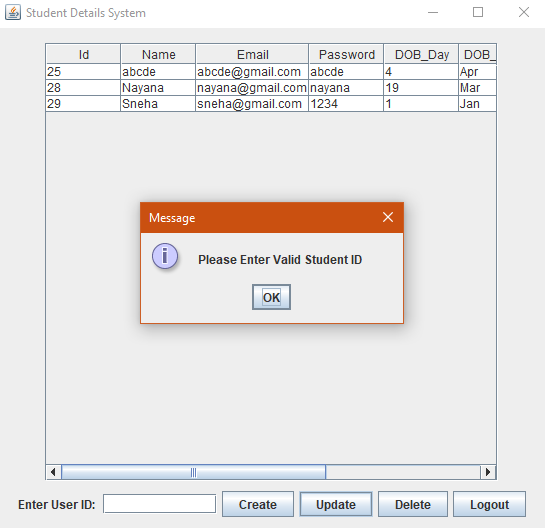 Student Details System
Id Name Email Password DOB_Day DOB_
25 abcde abcde@gmail.com abcde 4 Apr
28 Nayana nayana@gmail.com nayana 19 Mar
29 Sneha sneha@gmail.com 1234 1 Jan
Message
Please Enter Valid Student ID
OK
Enter User ID: Create Update Delete Logout